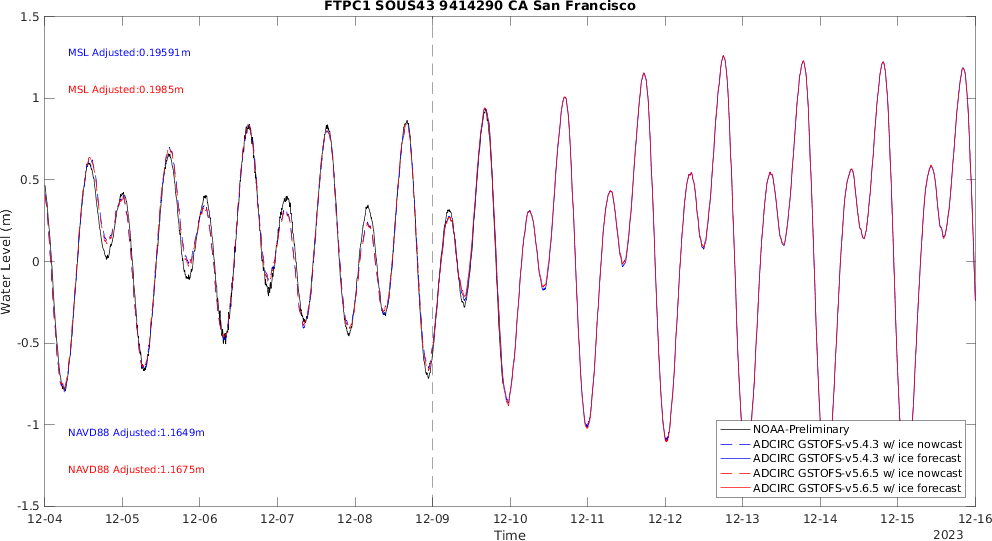 FTPC1 SOUS43 9414290 CA San Francisco
1.5
1
0.5
0
-0.5
-1
-1.5
Water Level (m)
MSL Adjusted:0.19591m
MSL Adjusted:0.1985m
NAVD88 Adjusted:1.1649m
NAVD88 Adjusted:1.1675m
NOAA-Preliminary
ADCIRC GSTOFS-v5.4.3 w/ ice nowcast
ADCIRC GSTOFS-v5.4.3 w/ ice forecast
ADCIRC GSTOFS-v5.6.5 w/ ice nowcast
ADCIRC GSTOFS-v5.6.5 w/ ice forecast
12-04 12-05 12-06 12-07 12-08 12-09 12-10 12-11 12-12 12-13 12-14 12-15 12-16
Time
2023